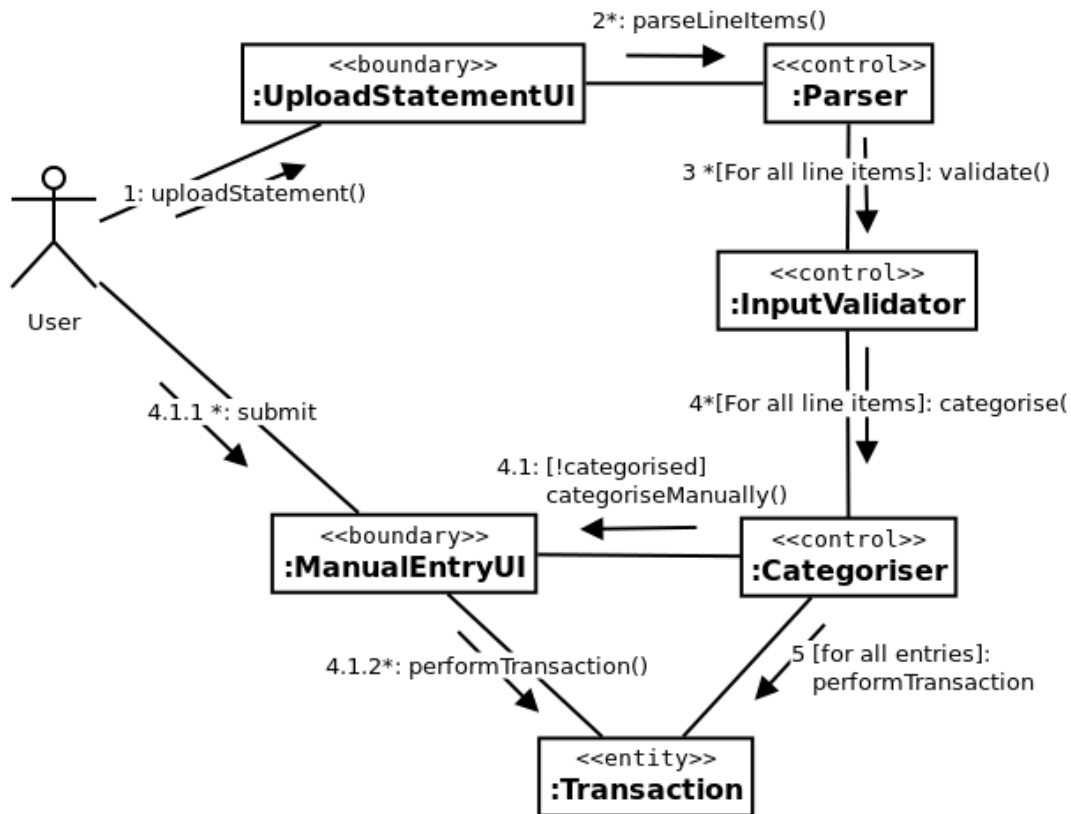 2*: parseLineItems()
<<boundary>>
:UploadStatementUI
<<control>>
:Parser
1: uploadStatement()
3 *[For all line items]: validate()
User
<<control>>
:InputValidator
4.1.1 *: submit
4*[For all line items]: categorise(
4.1: [!categorised]
categoriseManually()
<<boundary>>
:ManualEntryUI
<<control>>
:Categoriser
4.1.2*: performTransaction()
5 [for all entries]:
performTransaction
<<entity>>
:Transaction